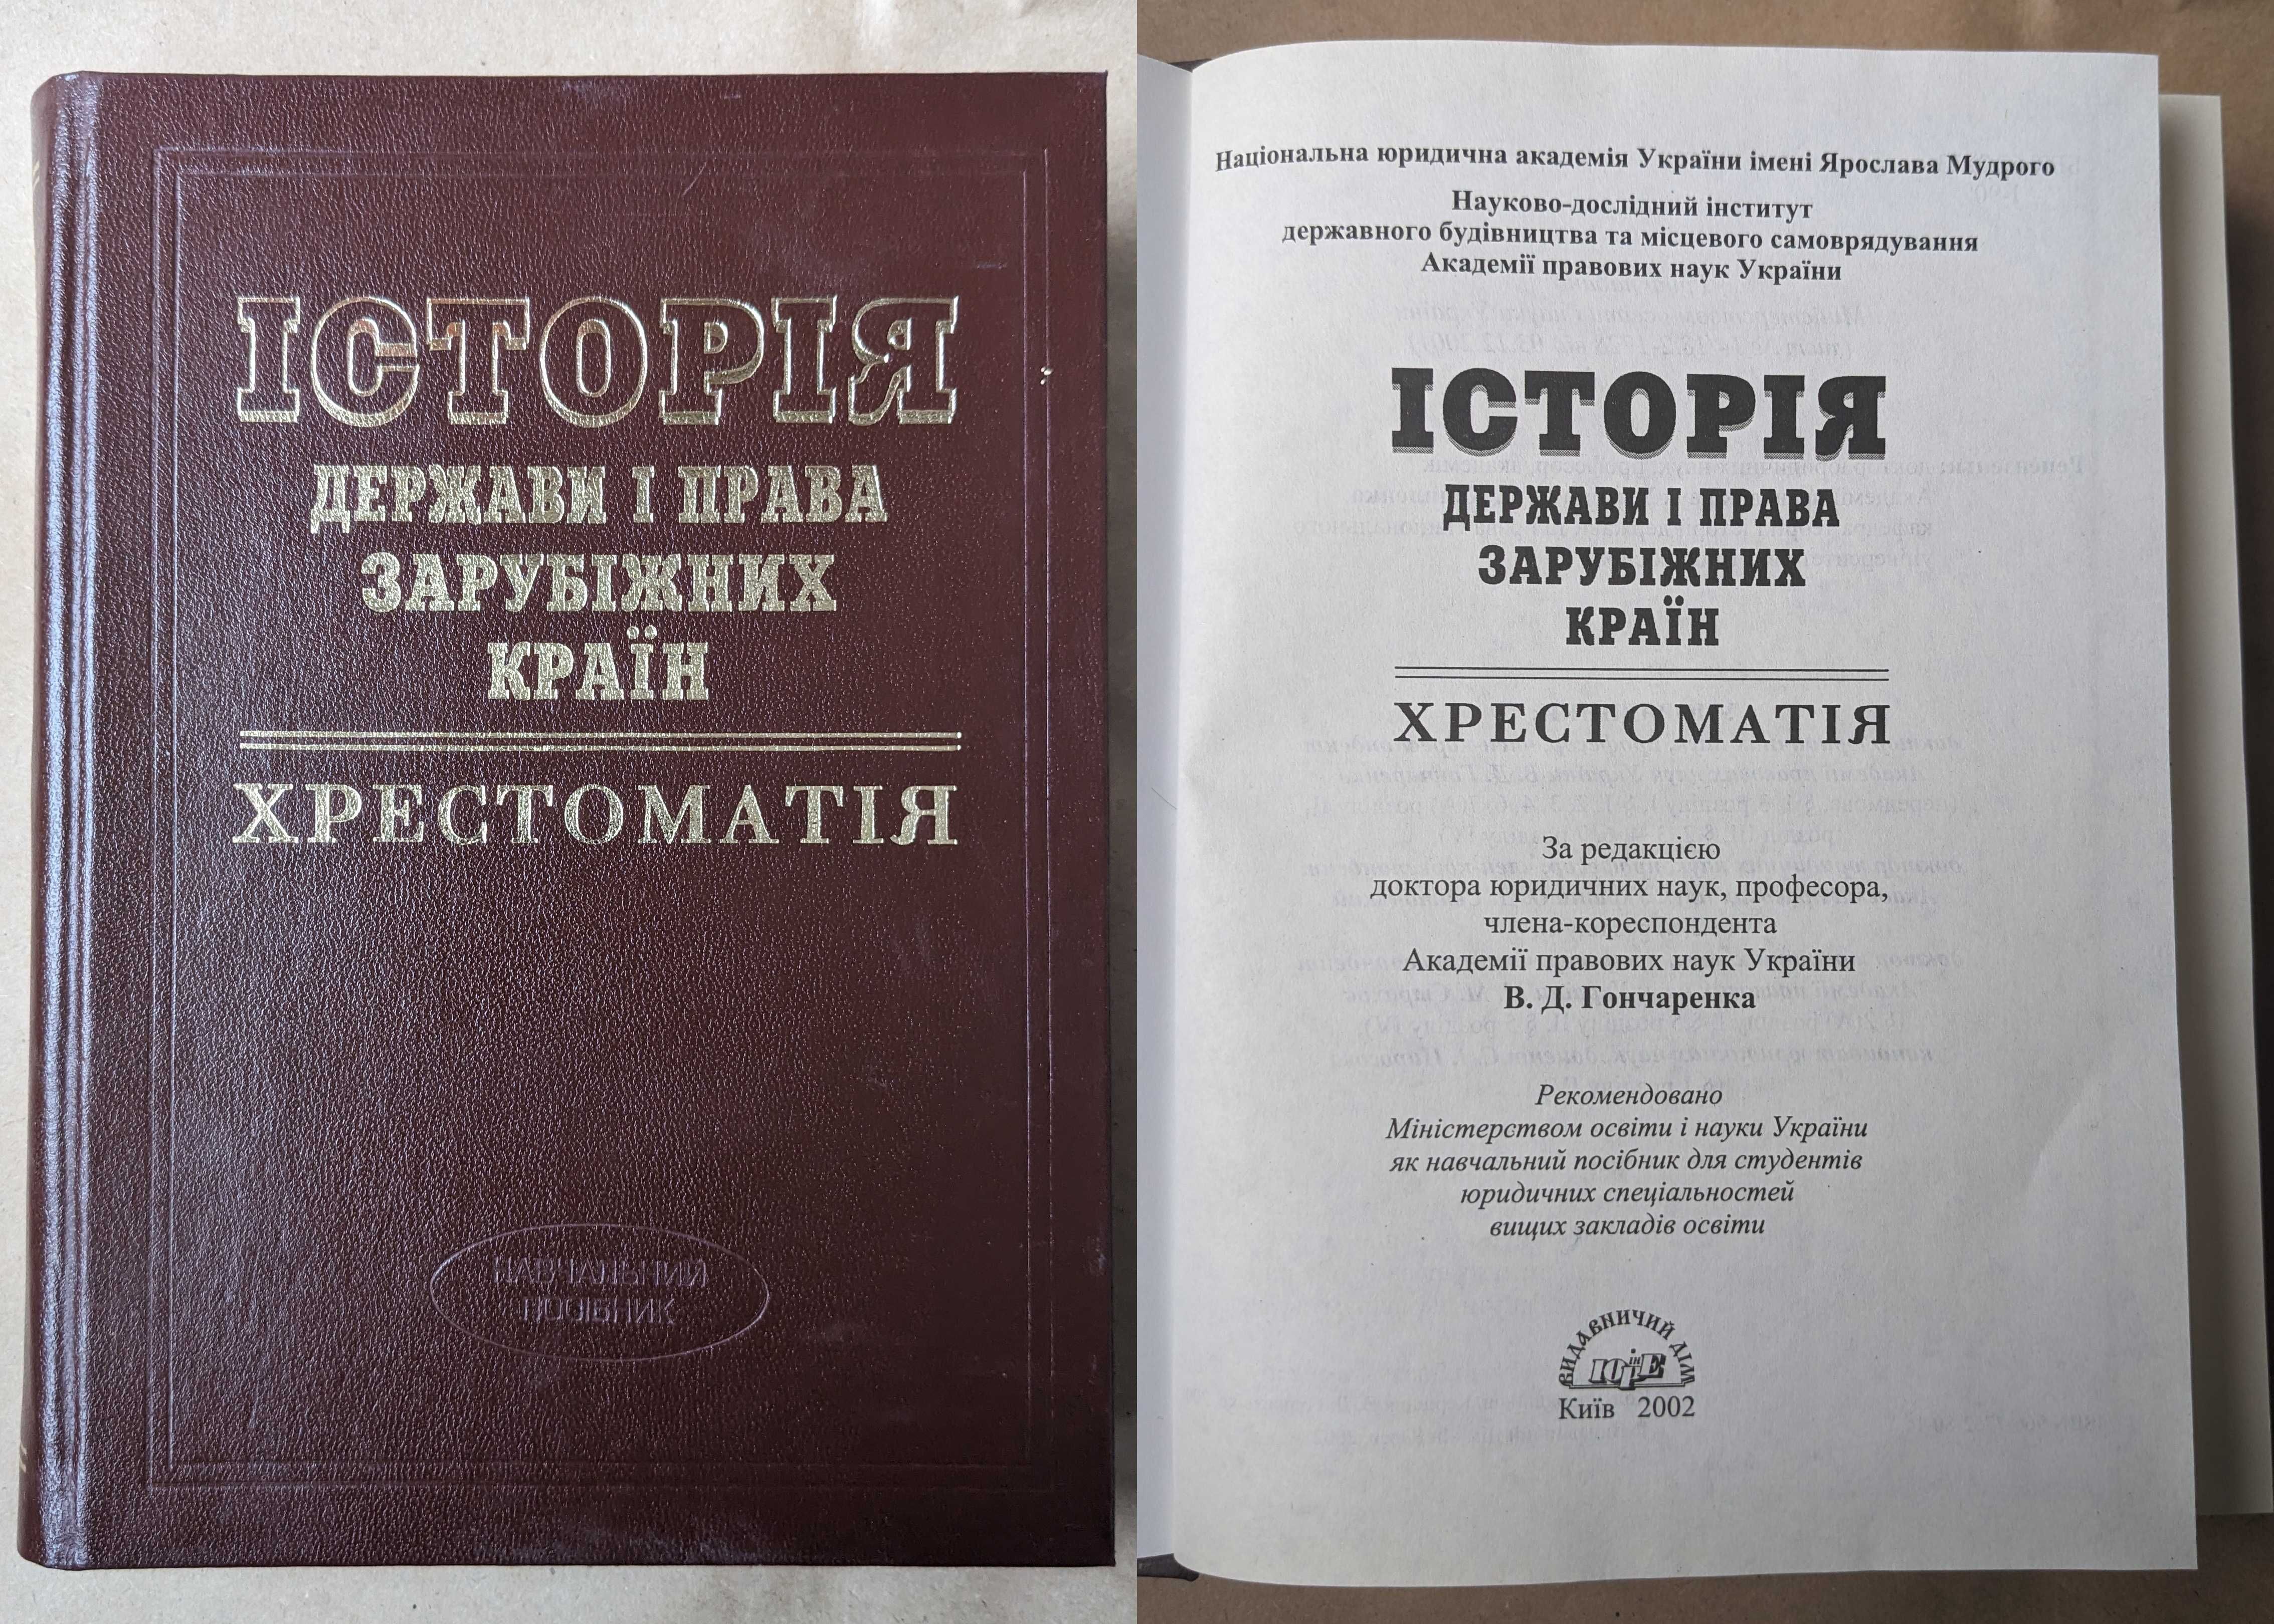 ІСТОРІЯ
ДЕРЖАВИ І ПРАВА
ЗАРУБІЖНИХ
КРАЇН
ХРЕСТОМАТІЯ
НАВЧАЛЬНИЙ
ПОСІБНИК
Національна юридична академія України імені Ярослава Мудрого
Науково-дослідний інститут
державного будівництва та місцевого самоврядування
Академії правових наук України
ІСТОРІЯ
ДЕРЖАВИ І ПРАВА
ЗАРУБІЖНИХ
КРАЇН
ХРЕСТОМАТІЯ
За редакцією
доктора юридичних наук, професора,
члена-кореспондента
Академії правових наук України
В. Д. Гончаренка
Рекомендовано
Міністерством освіти і науки України
як навчальний посібник для студентів
юридичних спеціальностей
вищих закладів освіти
ВИДАВНИЧИЙ ДІМ
Юрінe
Київ 2002